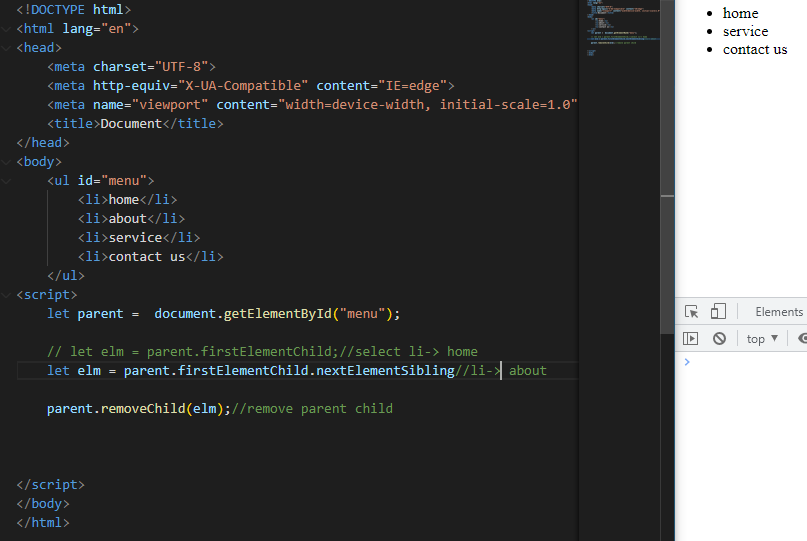 <!DOCTYPE html>
<html lang="en">
<head>
    <meta charset="UTF-8">
    <meta http-equiv="X-UA-Compatible" content="IE=edge">
    <meta name="viewport" content="width=device-width, initial-scale=1.0"
    <title>Document</title>
</head>
<body>
    <ul id="menu">
        <li>home</li>
        <li>about</li>
        <li>service</li>
        <li>contact us</li>
    </ul>
<script>
    let parent =  document.getElementById("menu");
    // let elm = parent.firstElementChild;//select li-> home
    let elm = parent.firstElementChild.nextElementSibling//li-> about
    parent.removeChild(elm);//remove parent child
</script>
</body>
</html>
home
service
contact us
Elements
top